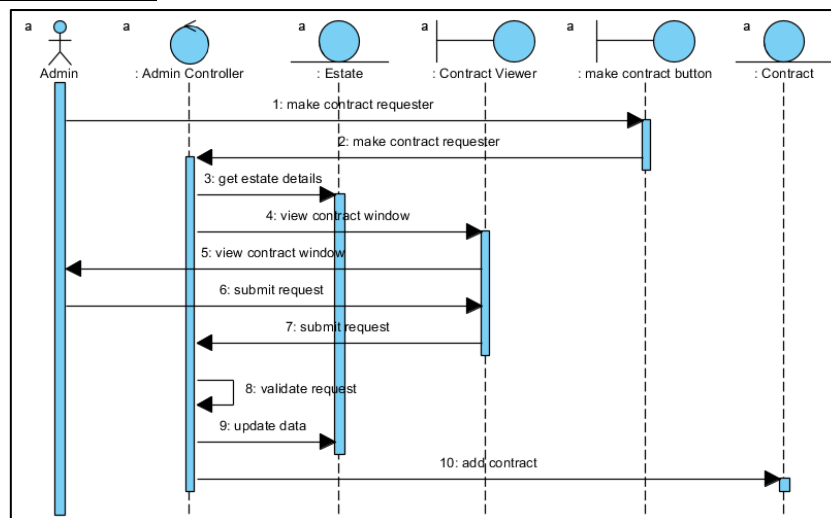 a a a a a a
Admin : Admin Controller : Estate : Contract Viewer : make contract button : Contract
1: make contract requester
2: make contract requester
3: get estate details
4: view contract window
5: view contract window
6: submit request
7: submit request
8: validate request
9: update data
10: add contract